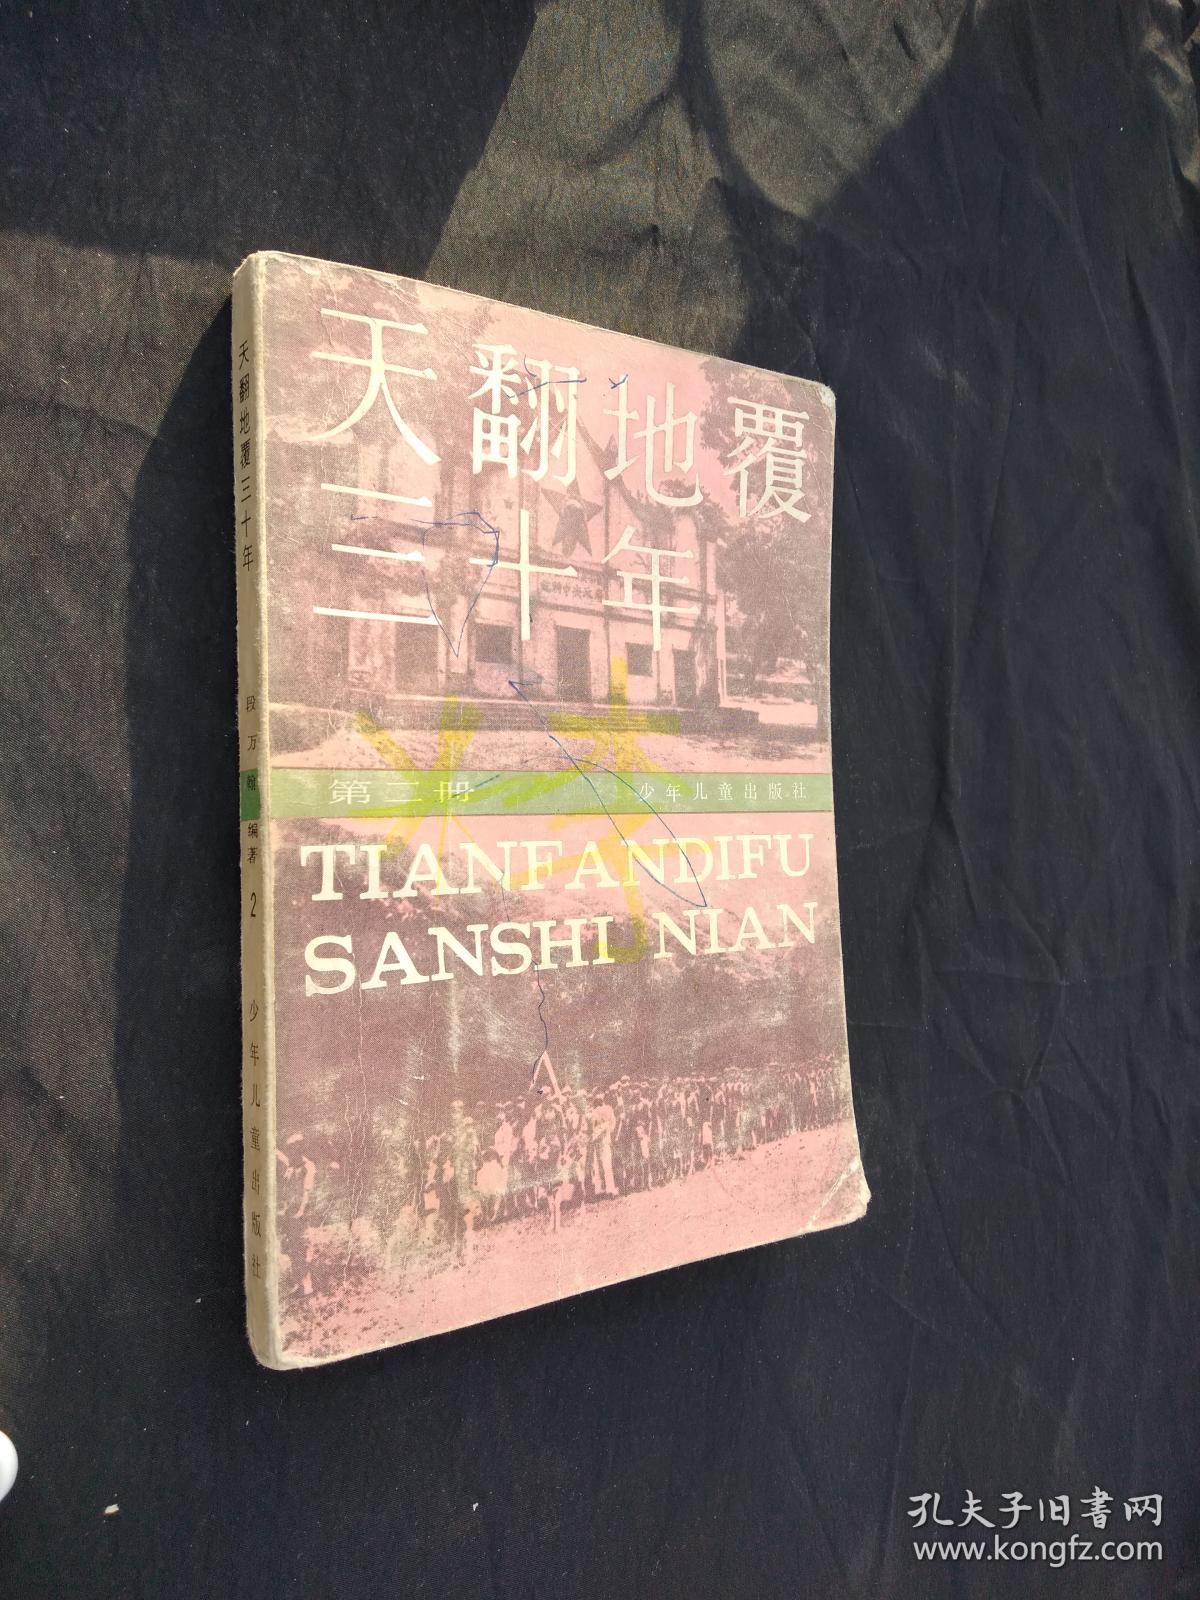 天翻地覆
三十年
第二册
少年儿童出版社
TIANFANDIFU
SANSHI NIAN
天翻地覆三十年
段万翰编著
2
少年儿童出版社
孔夫子旧书网
www.kongfz.com